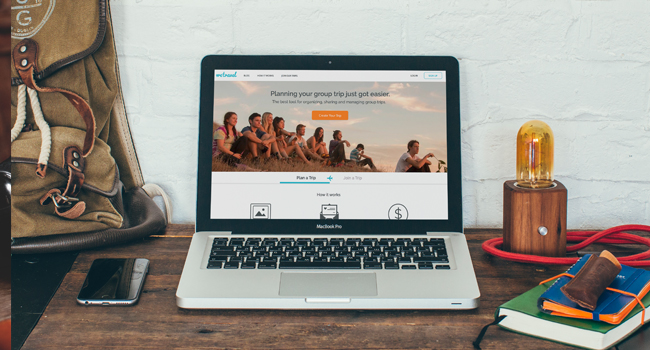 G
wetravel
Planning your group trip just got easier.
The best tool for organizing, sharing and managing group trips
Create Your Trip
Plan a Trip
Join a Trip
How it works
$
MacBook Pro